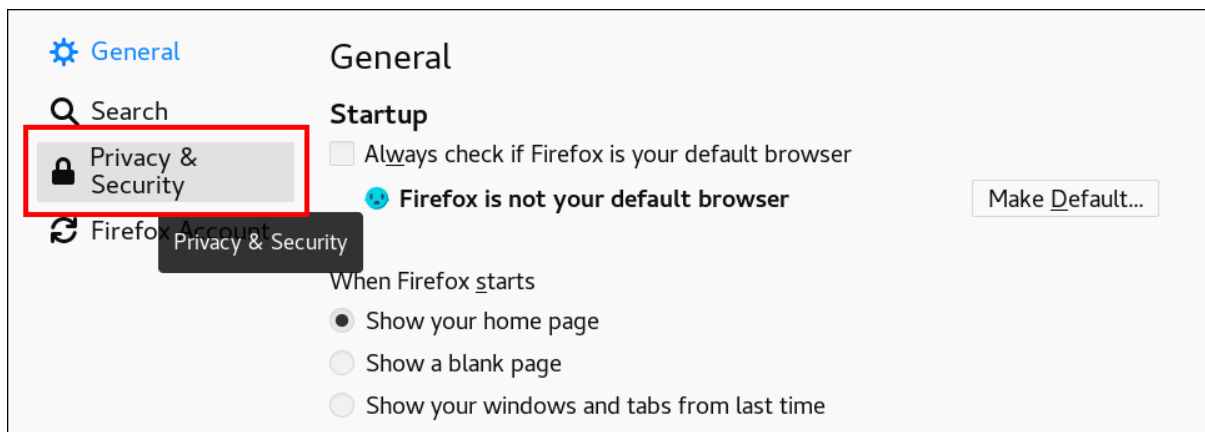 General
Search
Privacy &
Security
Firefox Account
Privacy & Security
General
Startup
Always check if Firefox is your default browser
Firefox is not your default browser
Make Default...
When Firefox starts
Show your home page
Show a blank page
Show your windows and tabs from last time